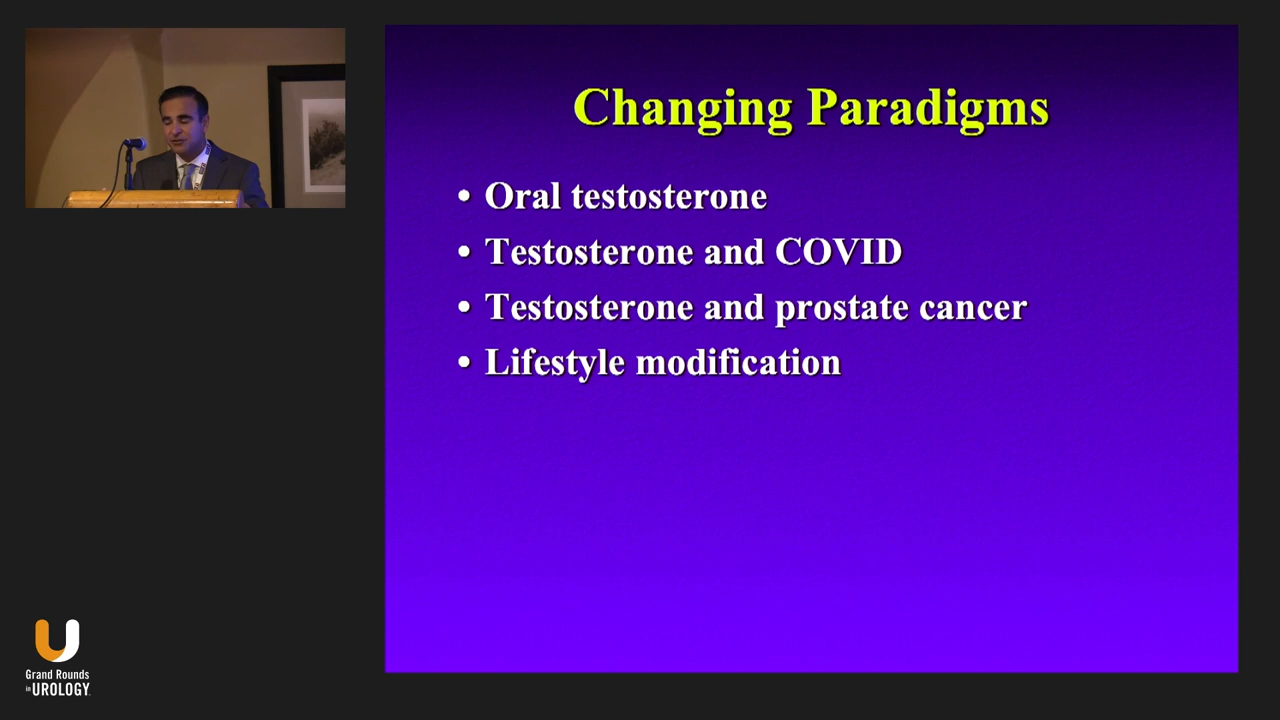 Changing Paradigms
• Oral testosterone
• Testosterone and COVID
• Testosterone and prostate cancer
• Lifestyle modification
Grand Rounds
in UROLOGY